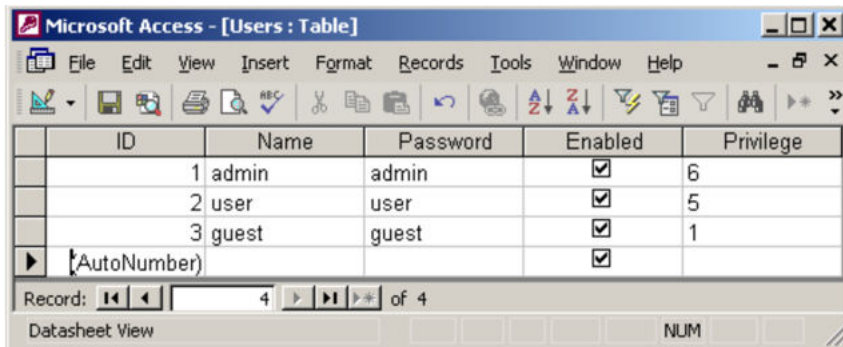 Microsoft Access - [Users : Table]
File Edit View Insert Format Records Tools Window Help
ABC A Z Z A
ID Name Password Enabled Privilege
1 admin admin 6
2 user user 5
3 guest guest 1
(AutoNumber)
Record: 4 of 4
Datasheet View NUM